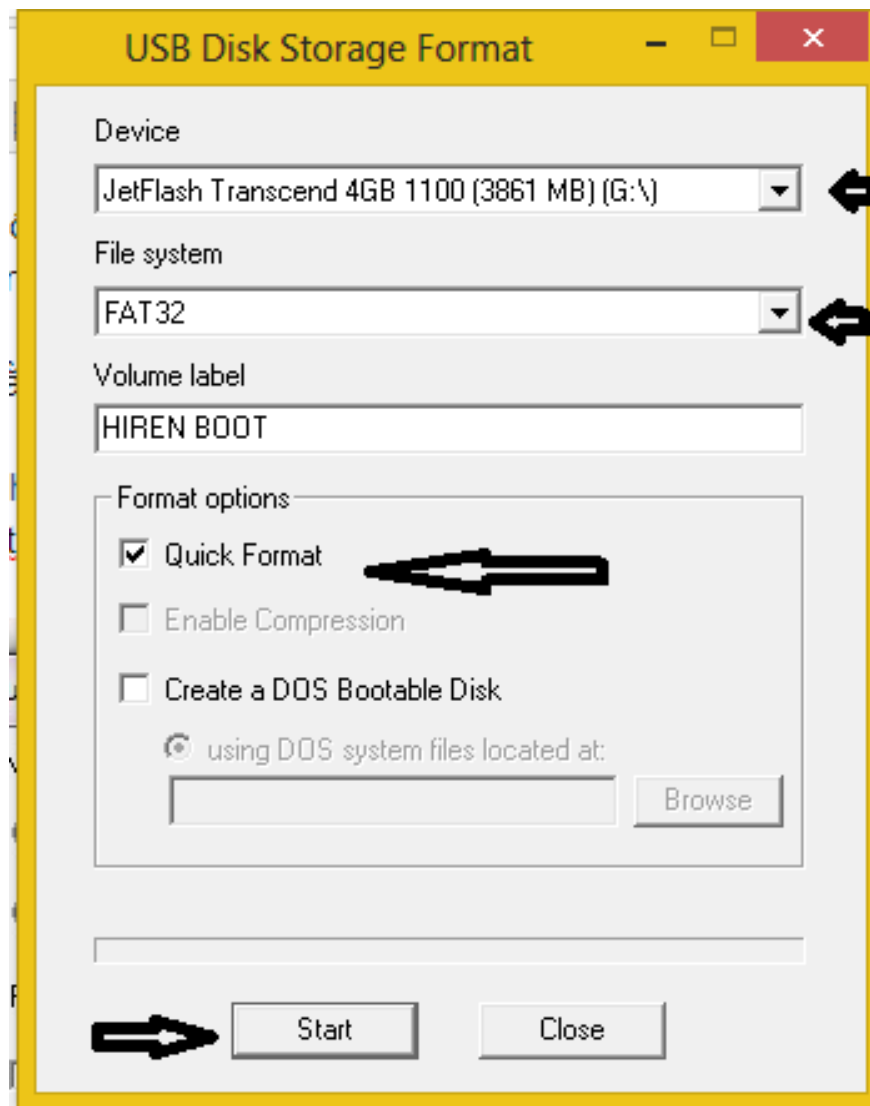 USB Disk Storage Format
Device
JetFlash Transcend 4GB 1100 (3861 MB) (G:\)
File system
FAT32
Volume label
HIREN BOOT
Format options
Quick Format
Enable Compression
Create a DOS Bootable Disk
using DOS system files located at:
Browse
Start
Close